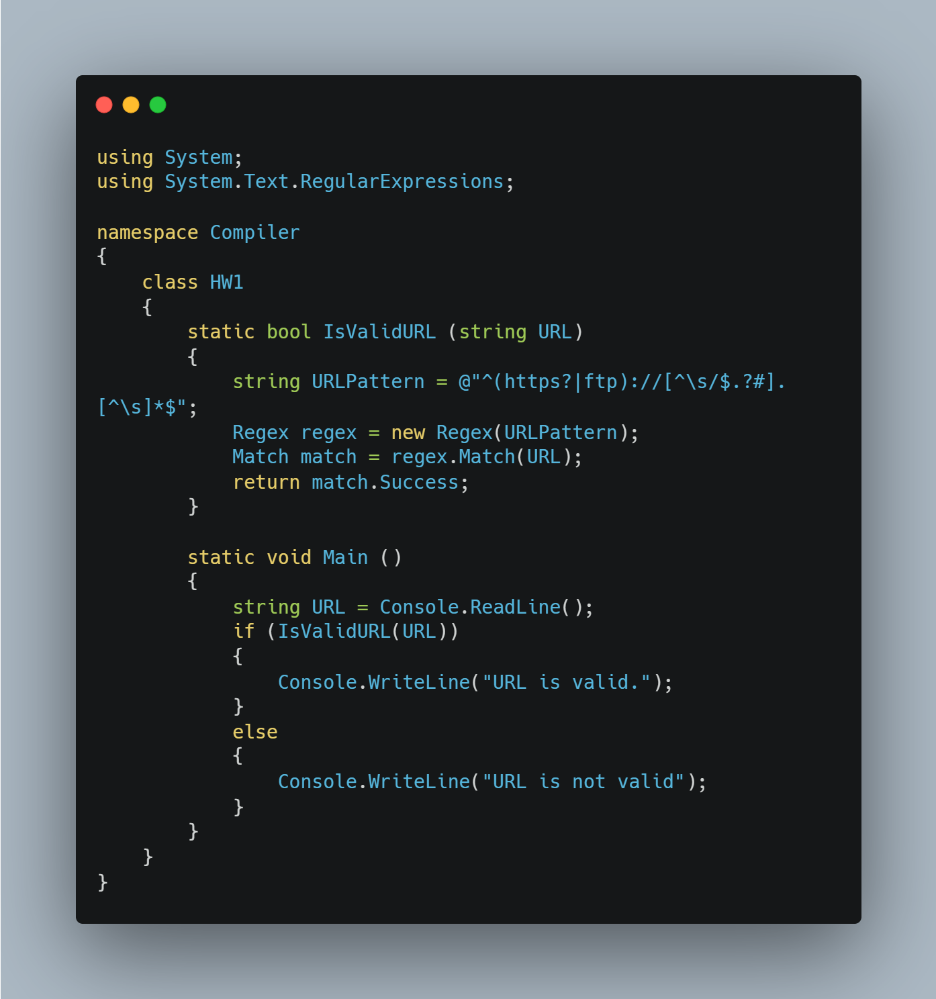 using System;
using System.Text.RegularExpressions;

namespace Compiler
{
    class HW1
    {
        static bool IsValidURL (string URL)
        {
            string URLPattern = @"^(https?|ftp)://[^\s/$.?#].
[^\s]*$";
            Regex regex = new Regex(URLPattern);
            Match match = regex.Match(URL);
            return match.Success;
        }

        static void Main ()
        {
            string URL = Console.ReadLine();
            if (IsValidURL(URL))
            {
                Console.WriteLine("URL is valid.");
            }
            else
            {
                Console.WriteLine("URL is not valid");
            }
        }
    }
}